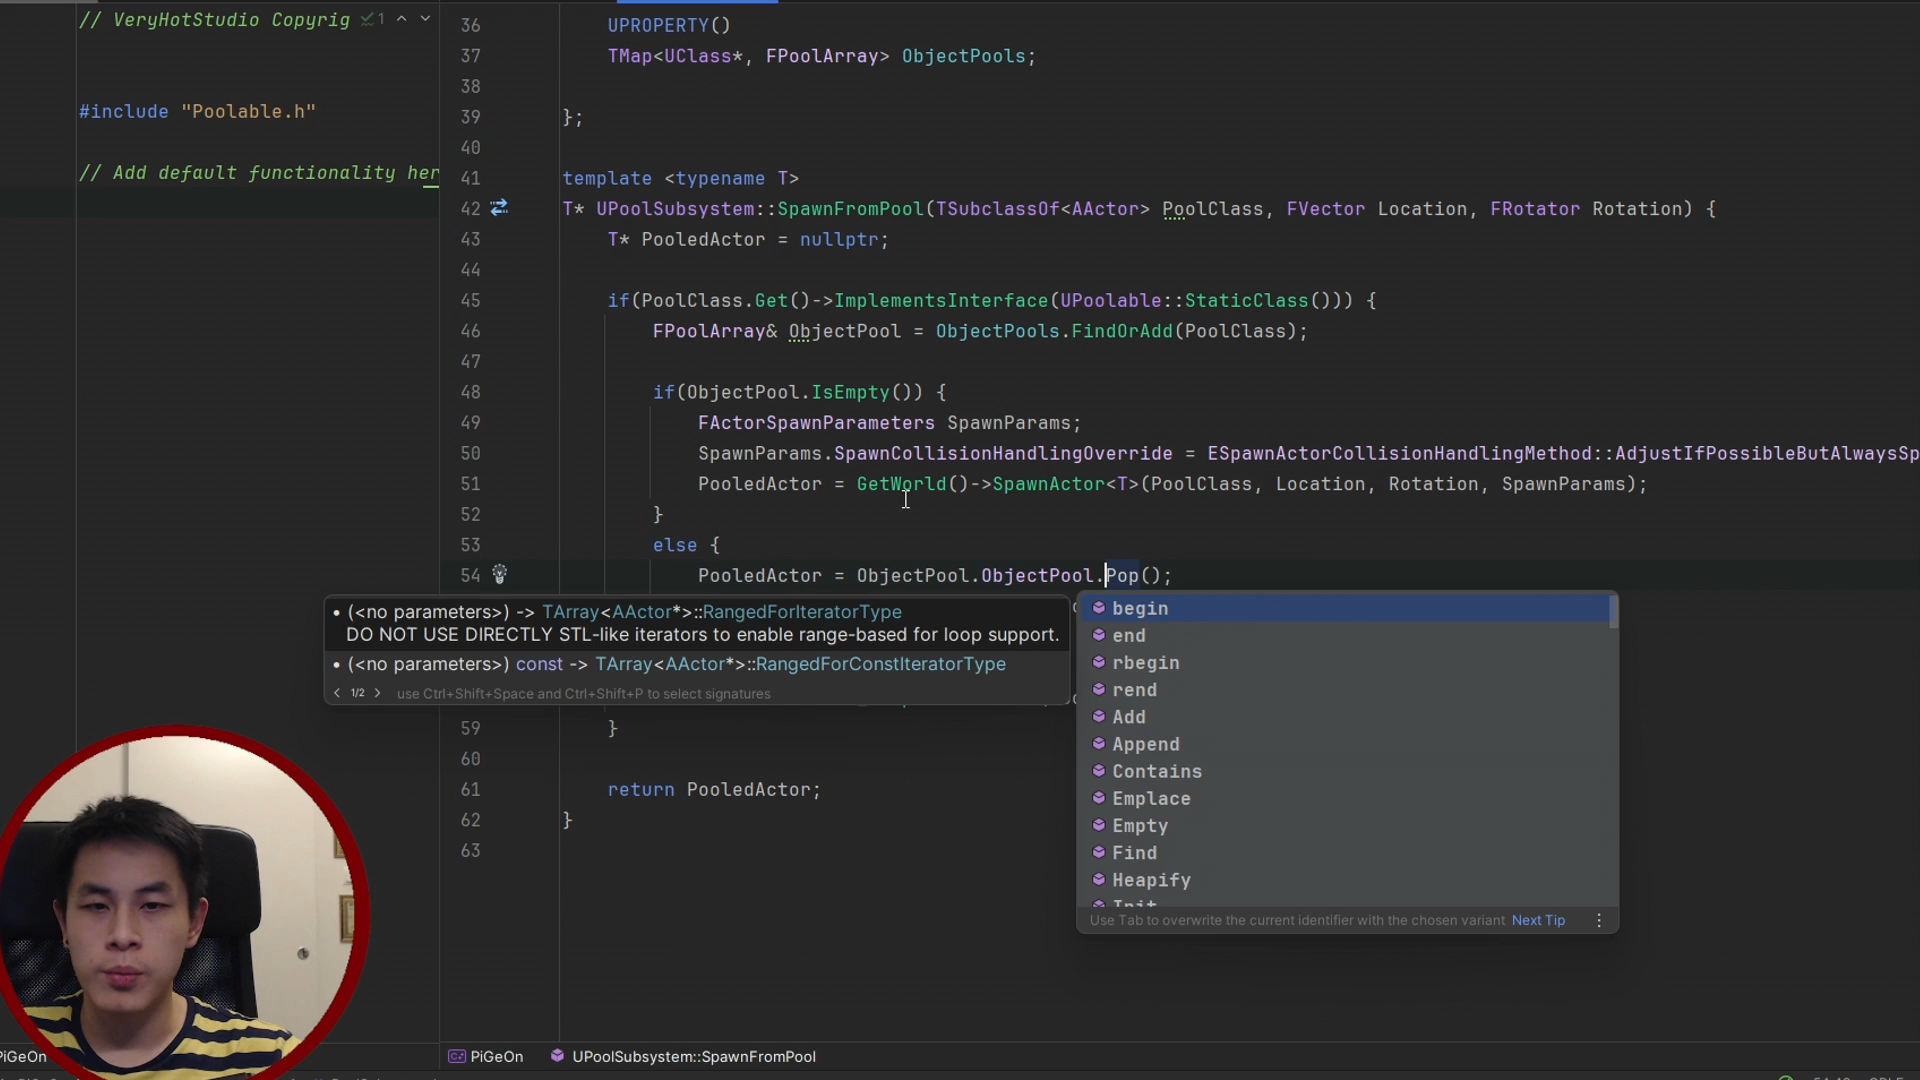 // VeryHotStudio Copyrig 1
#include "Poolable.h"
// Add default functionality her
36 UPROPERTY()
37 TMap<UClass*, FPoolArray> ObjectPools;
38
39 };
40
41 template <typename T>
42 T* UPoolSubsystem::SpawnFromPool(TSubclassOf<AActor> PoolClass, FVector Location, FRotator Rotation) {
43 T* PooledActor = nullptr;
44
45 if(PoolClass.Get()->ImplementsInterface(UPoolable::StaticClass())) {
46 FPoolArray& ObjectPool = ObjectPools.FindOrAdd(PoolClass);
47
48 if(ObjectPool.IsEmpty()) {
49 FActorSpawnParameters SpawnParams;
50 SpawnParams.SpawnCollisionHandlingOverride = ESpawnActorCollisionHandlingMethod::AdjustIfPossibleButAlwaysSp
51 PooledActor = GetWorld()->SpawnActor<T>(PoolClass, Location, Rotation, SpawnParams);
52 }
53 else {
54 PooledActor = ObjectPool.ObjectPool.Pop();
• (<no parameters>) -> TArray<AActor*>::RangedForIteratorType
DO NOT USE DIRECTLY STL-like iterators to enable range-based for loop support.
• (<no parameters>) const -> TArray<AActor*>::RangedForConstIteratorType
< 1/2 > use Ctrl+Shift+Space and Ctrl+Shift+P to select signatures
begin
end
rbegin
rend
Add
Append
Contains
Emplace
Empty
Find
Heapify
Init
Use Tab to overwrite the current identifier with the chosen variant Next Tip
59 }
60
61 return PooledActor;
62 }
63
PiGeOn
PiGeOn UPoolSubsystem::SpawnFromPool